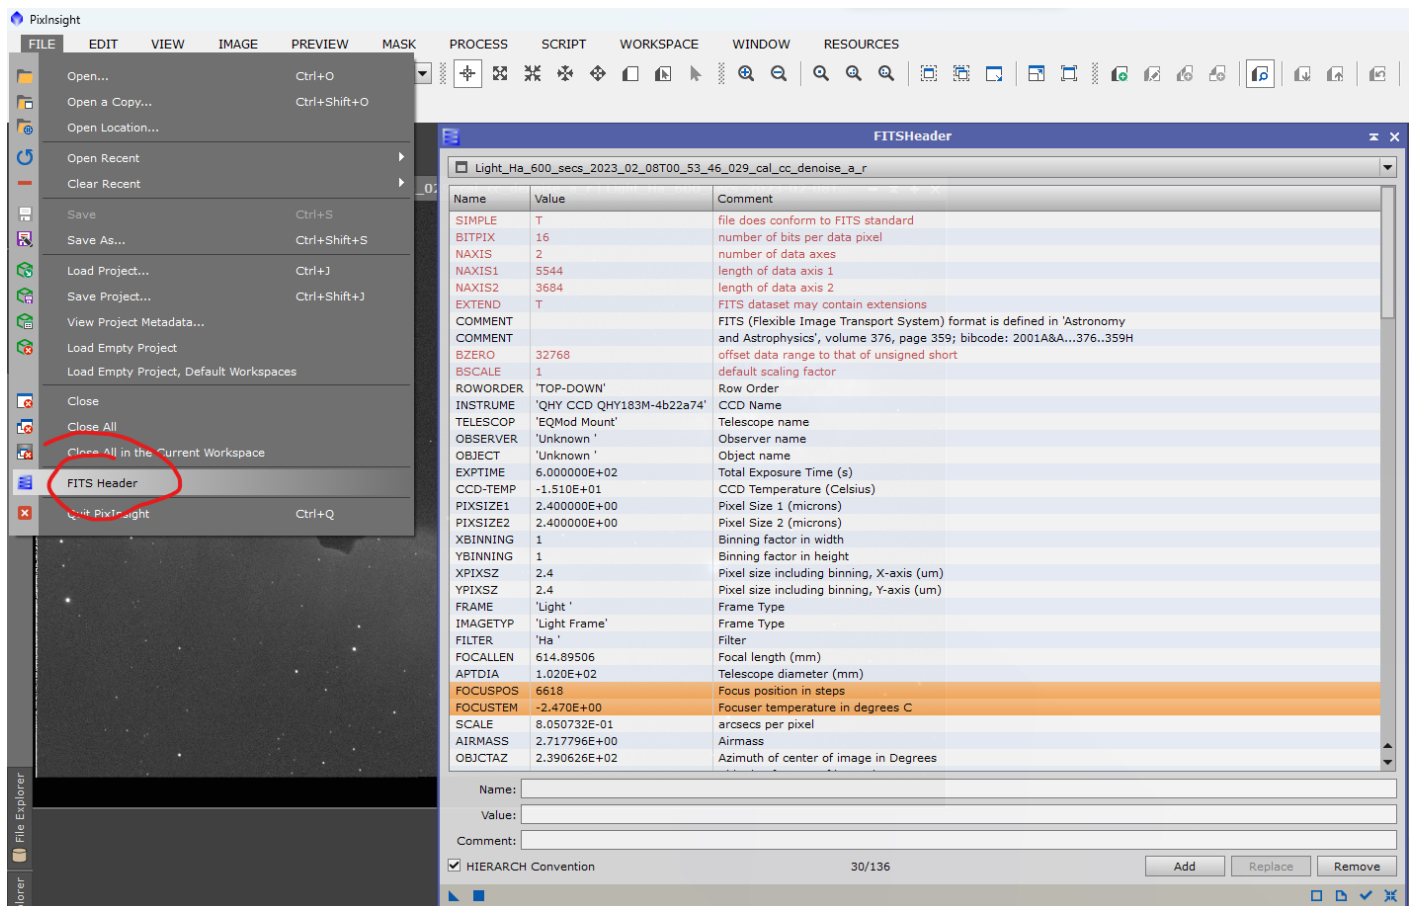 PixInsight
FILE EDIT VIEW IMAGE PREVIEW MASK PROCESS SCRIPT WORKSPACE WINDOW RESOURCES
Open... Ctrl+O
Open a Copy... Ctrl+Shift+O
Open Location...
Open Recent
Clear Recent
Save Ctrl+S
Save As... Ctrl+Shift+S
Load Project... Ctrl+J
Save Project... Ctrl+Shift+J
View Project Metadata...
Load Empty Project
Load Empty Project, Default Workspaces
Close
Close All
Close All in the Current Workspace
FITS Header
Quit PixInsight Ctrl+Q
File Explorer
FITSHeader
Light_Ha_600_secs_2023_02_08T00_53_46_029_cal_cc_denoise_a_r
Name Value Comment
SIMPLE T file does conform to FITS standard
BITPIX 16 number of bits per data pixel
NAXIS 2 number of data axes
NAXIS1 5544 length of data axis 1
NAXIS2 3684 length of data axis 2
EXTEND T FITS dataset may contain extensions
COMMENT FITS (Flexible Image Transport System) format is defined in 'Astronomy
COMMENT and Astrophysics', volume 376, page 359; bibcode: 2001A&A...376..359H
BZERO 32768 offset data range to that of unsigned short
BSCALE 1 default scaling factor
ROWORDER 'TOP-DOWN' Row Order
INSTRUME 'QHY CCD QHY183M-4b22a74' CCD Name
TELESCOP 'EQMod Mount' Telescope name
OBSERVER 'Unknown ' Observer name
OBJECT 'Unknown ' Object name
EXPTIME 6.000000E+02 Total Exposure Time (s)
CCD-TEMP -1.510E+01 CCD Temperature (Celsius)
PIXSIZE1 2.400000E+00 Pixel Size 1 (microns)
PIXSIZE2 2.400000E+00 Pixel Size 2 (microns)
XBINNING 1 Binning factor in width
YBINNING 1 Binning factor in height
XPIXSZ 2.4 Pixel size including binning, X-axis (um)
YPIXSZ 2.4 Pixel size including binning, Y-axis (um)
FRAME 'Light ' Frame Type
IMAGETYP 'Light Frame' Frame Type
FILTER 'Ha ' Filter
FOCALLEN 614.89506 Focal length (mm)
APTDIA 1.020E+02 Telescope diameter (mm)
FOCUSPOS 6618 Focus position in steps
FOCUSTEM -2.470E+00 Focuser temperature in degrees C
SCALE 8.050732E-01 arcsecs per pixel
AIRMASS 2.717796E+00 Airmass
OBJCTAZ 2.390626E+02 Azimuth of center of image in Degrees
Name:
Value:
Comment:
HIERARCH Convention 30/136 Add Replace Remove